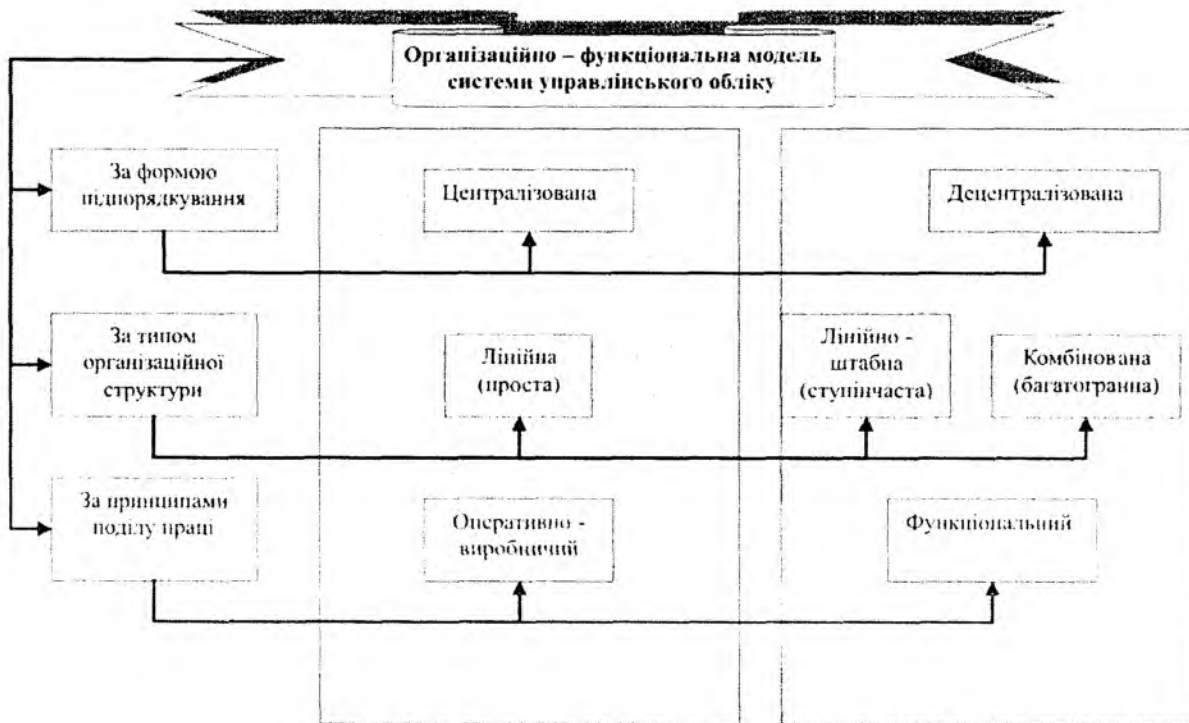 Організаційно – функціональна модель
системи управлінського обліку
За формою
підпорядкування
Централізована
Децентралізована
За типом
організаційної
структури
Лінійна
(проста)
Лінійно -
штабна
(ступінчаста)
Комбінована
(багатогранна)
За принципами
поділу праці
Оперативно -
виробничий
Функціональний